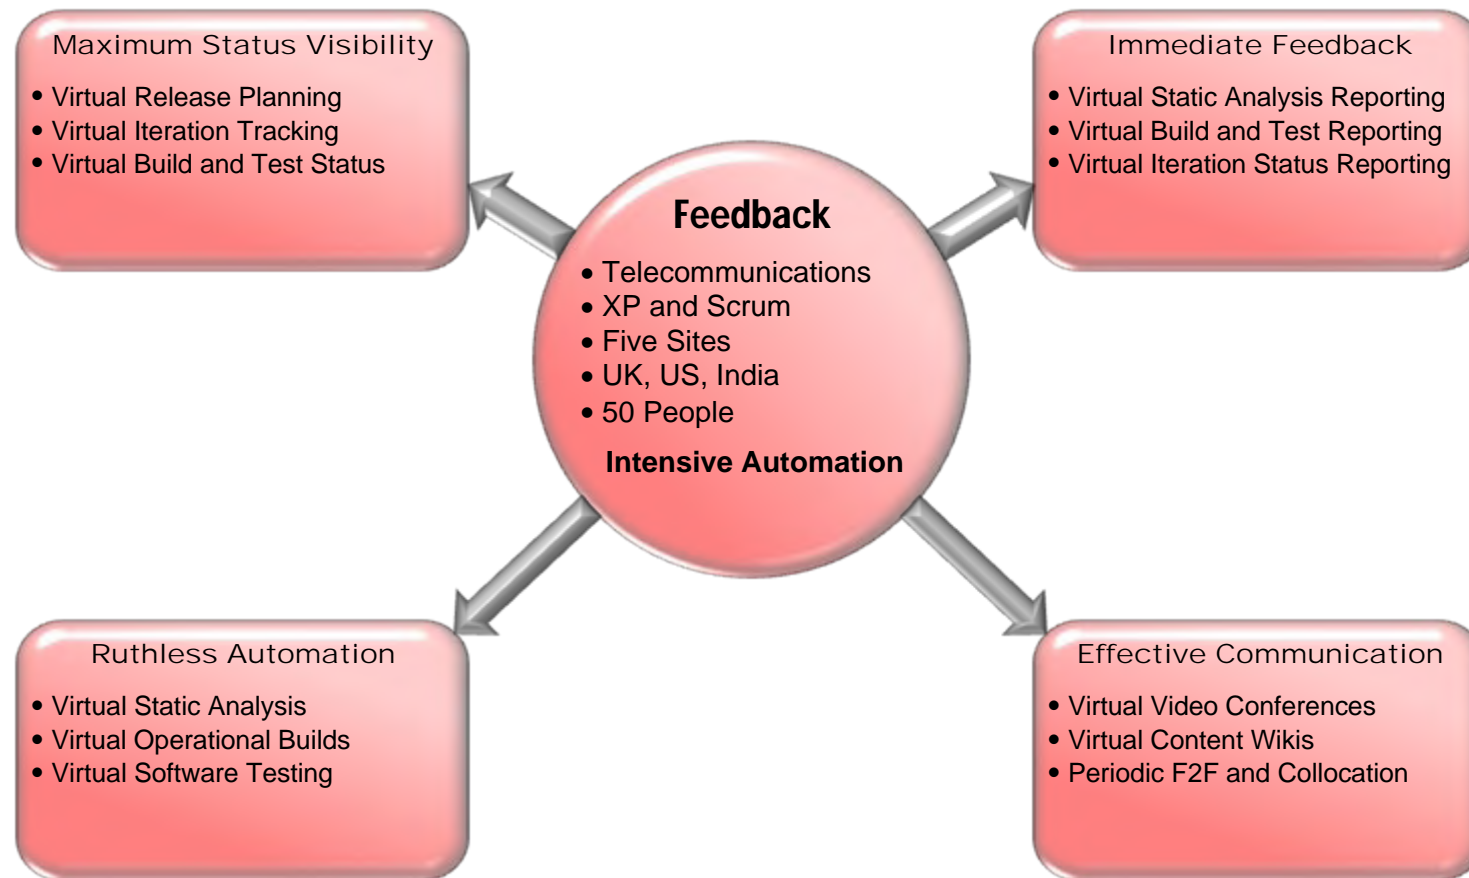 Maximum Status Visibility
• Virtual Release Planning
• Virtual Iteration Tracking
• Virtual Build and Test Status
Immediate Feedback
• Virtual Static Analysis Reporting
• Virtual Build and Test Reporting
• Virtual Iteration Status Reporting
Feedback
• Telecommunications
• XP and Scrum
• Five Sites
• UK, US, India
• 50 People
Intensive Automation
Ruthless Automation
• Virtual Static Analysis
• Virtual Operational Builds
• Virtual Software Testing
Effective Communication
• Virtual Video Conferences
• Virtual Content Wikis
• Periodic F2F and Collocation